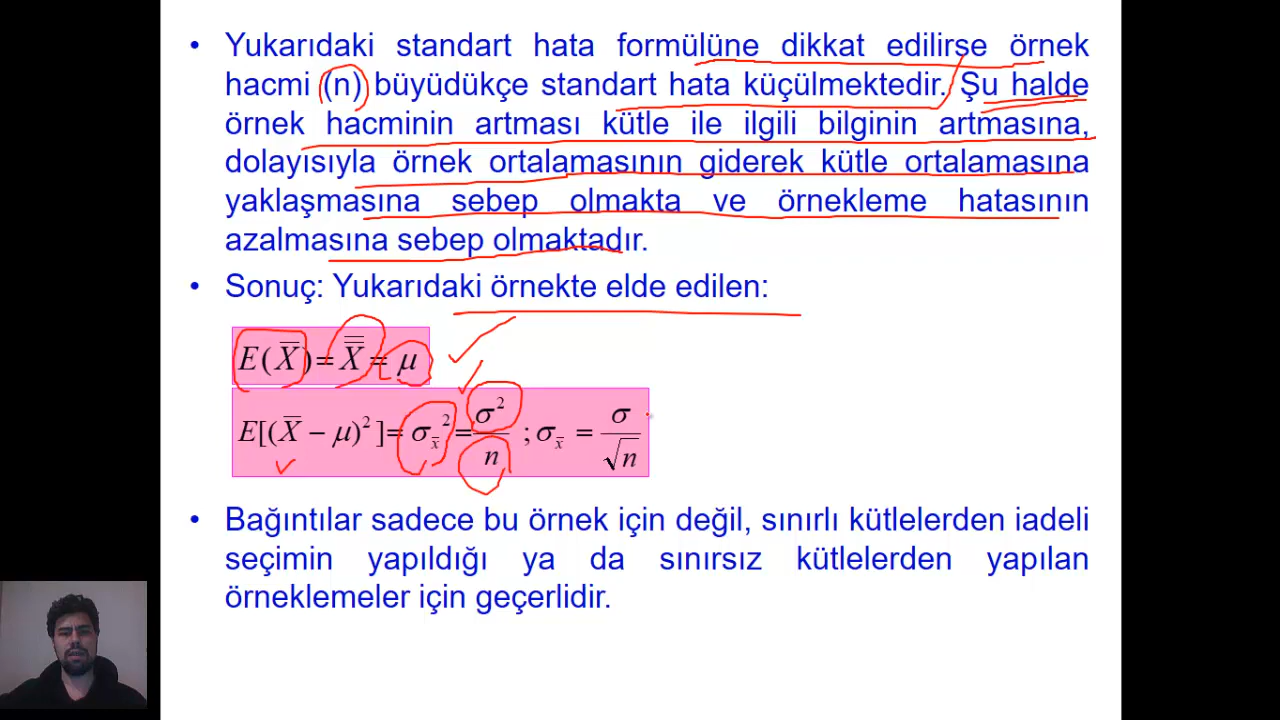 • Yukarıdaki standart hata formülüne dikkat edilirse örnek
hacmi (n) büyüdükçe standart hata küçülmektedir. Şu halde
örnek hacminin artması kütle ile ilgili bilginin artmasına,
dolayısıyla örnek ortalamasının giderek kütle ortalamasına
yaklaşmasına sebep olmakta ve örnekleme hatasının
azalmasına sebep olmaktadır.
• Sonuç: Yukarıdaki örnekte elde edilen:
E(X̅)=X̿=μ
E[(X̅ − μ)²]=σ_x̅²=σ²/n ;σ_x̅ = σ/√n
• Bağıntılar sadece bu örnek için değil, sınırlı kütlelerden iadeli
seçimin yapıldığı ya da sınırsız kütlelerden yapılan
örneklemeler için geçerlidir.